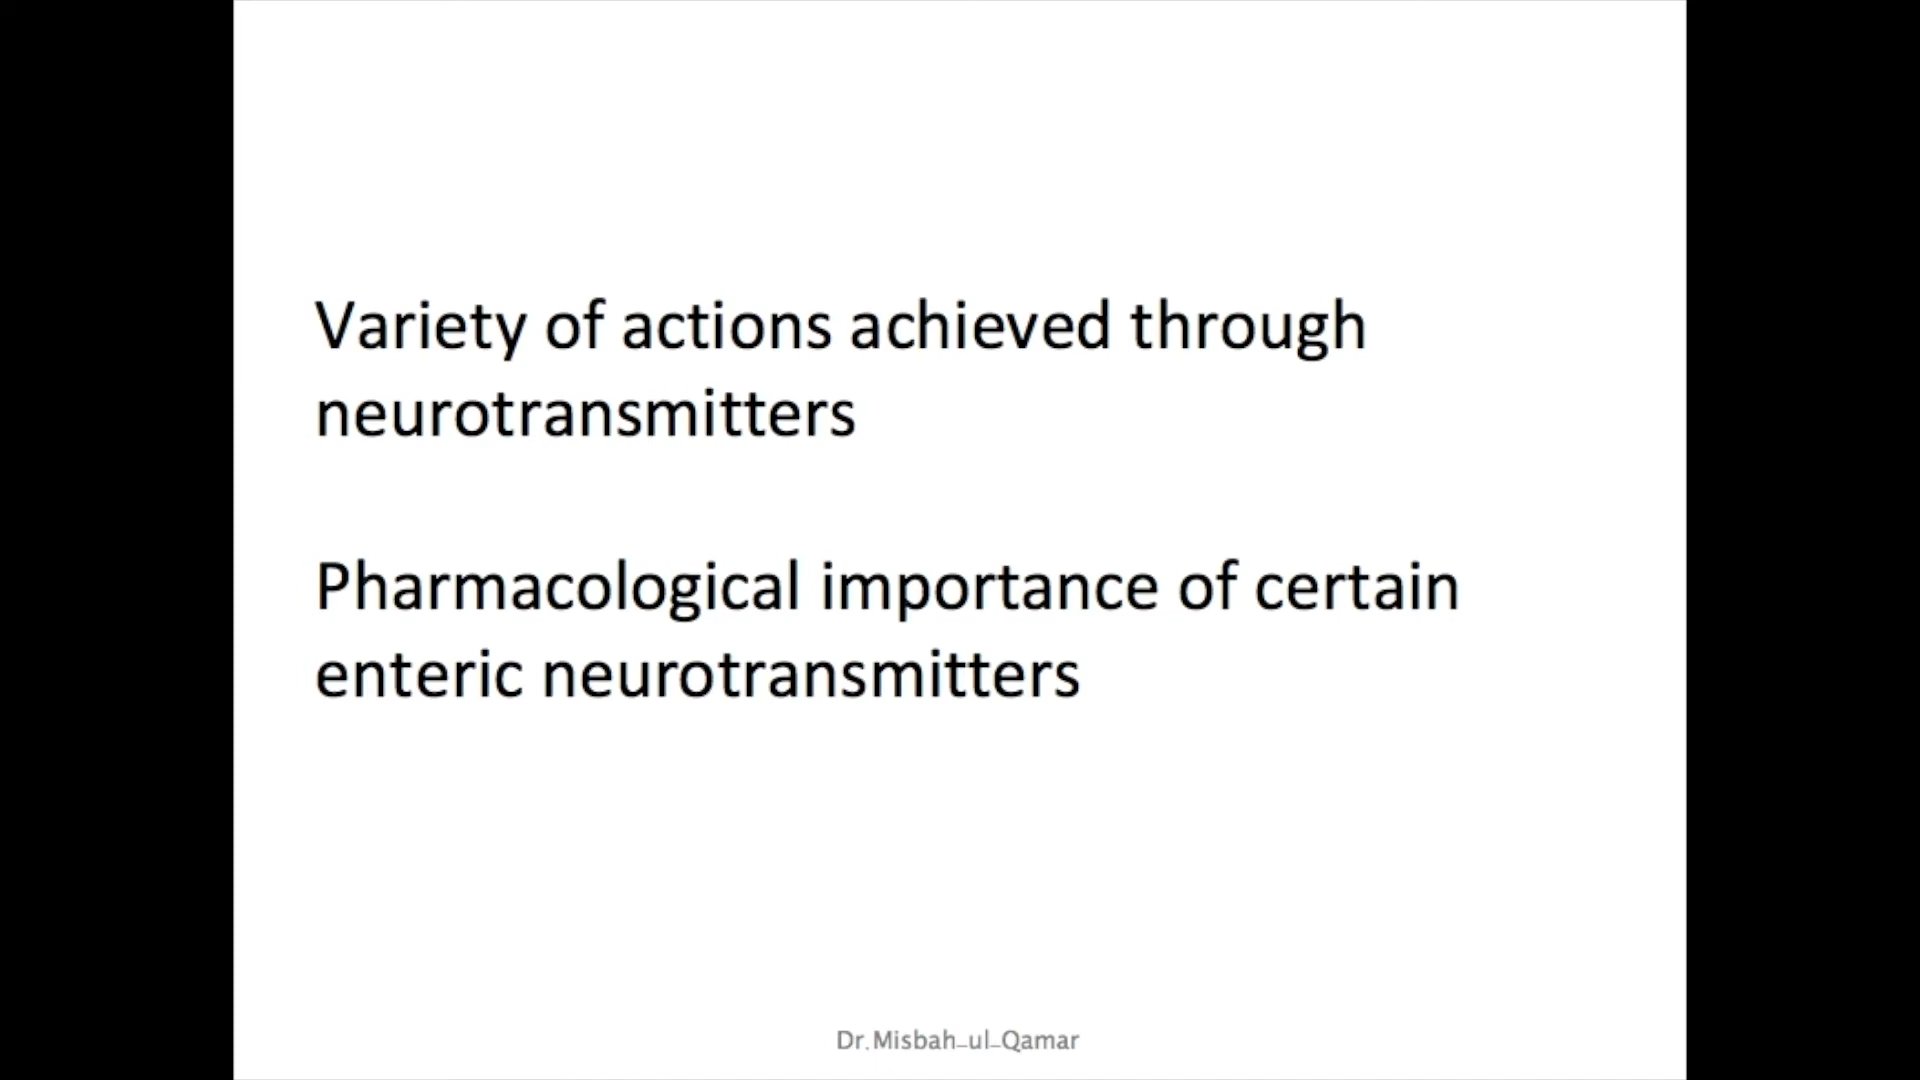 Variety of actions achieved through
neurotransmitters
Pharmacological importance of certain
enteric neurotransmitters
Dr.Misbah_ul_Qamar